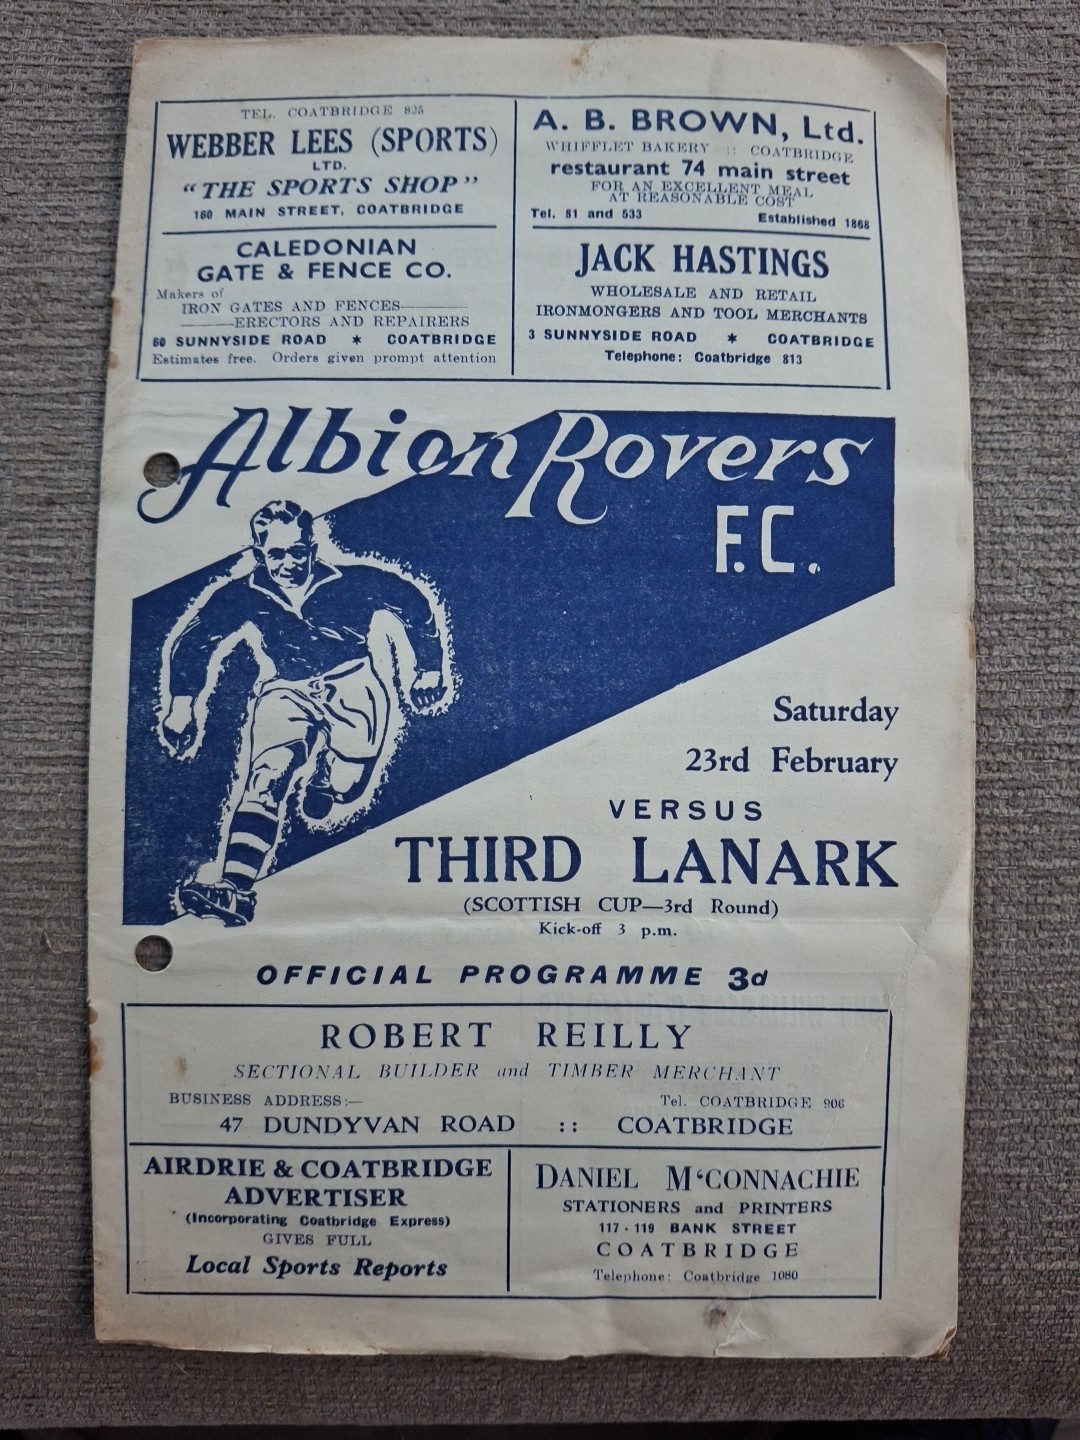 TEL. COATBRIDGE 825
WEBBER LEES (SPORTS)
LTD.
"THE SPORTS SHOP"
160 MAIN STREET, COATBRIDGE
CALEDONIAN
GATE & FENCE CO.
Makers of
IRON GATES AND FENCES
ERECTORS AND REPAIRERS
60 SUNNYSIDE ROAD * COATBRIDGE
Estimates free. Orders given prompt attention
A. B. BROWN, Ltd.
WHIFFLET BAKERY :: COATBRIDGE
restaurant 74 main street
FOR AN EXCELLENT MEAL
AT REASONABLE COST
Tel. 81 and 533 Established 1868
JACK HASTINGS
WHOLESALE AND RETAIL
IRONMONGERS AND TOOL MERCHANTS
3 SUNNYSIDE ROAD * COATBRIDGE
Telephone: Coatbridge 813
Albion Rovers
F.C.
Saturday
23rd February
VERSUS
THIRD LANARK
(SCOTTISH CUP—3rd Round)
Kick-off 3 p.m.
OFFICIAL PROGRAMME 3d
ROBERT REILLY
SECTIONAL BUILDER and TIMBER MERCHANT
BUSINESS ADDRESS:— Tel. COATBRIDGE 906
47 DUNDYVAN ROAD :: COATBRIDGE
AIRDRIE & COATBRIDGE
ADVERTISER
(Incorporating Coatbridge Express)
GIVES FULL
Local Sports Reports
DANIEL M‘CONNACHIE
STATIONERS and PRINTERS
117 - 119 BANK STREET
COATBRIDGE
Telephone: Coatbridge 1080